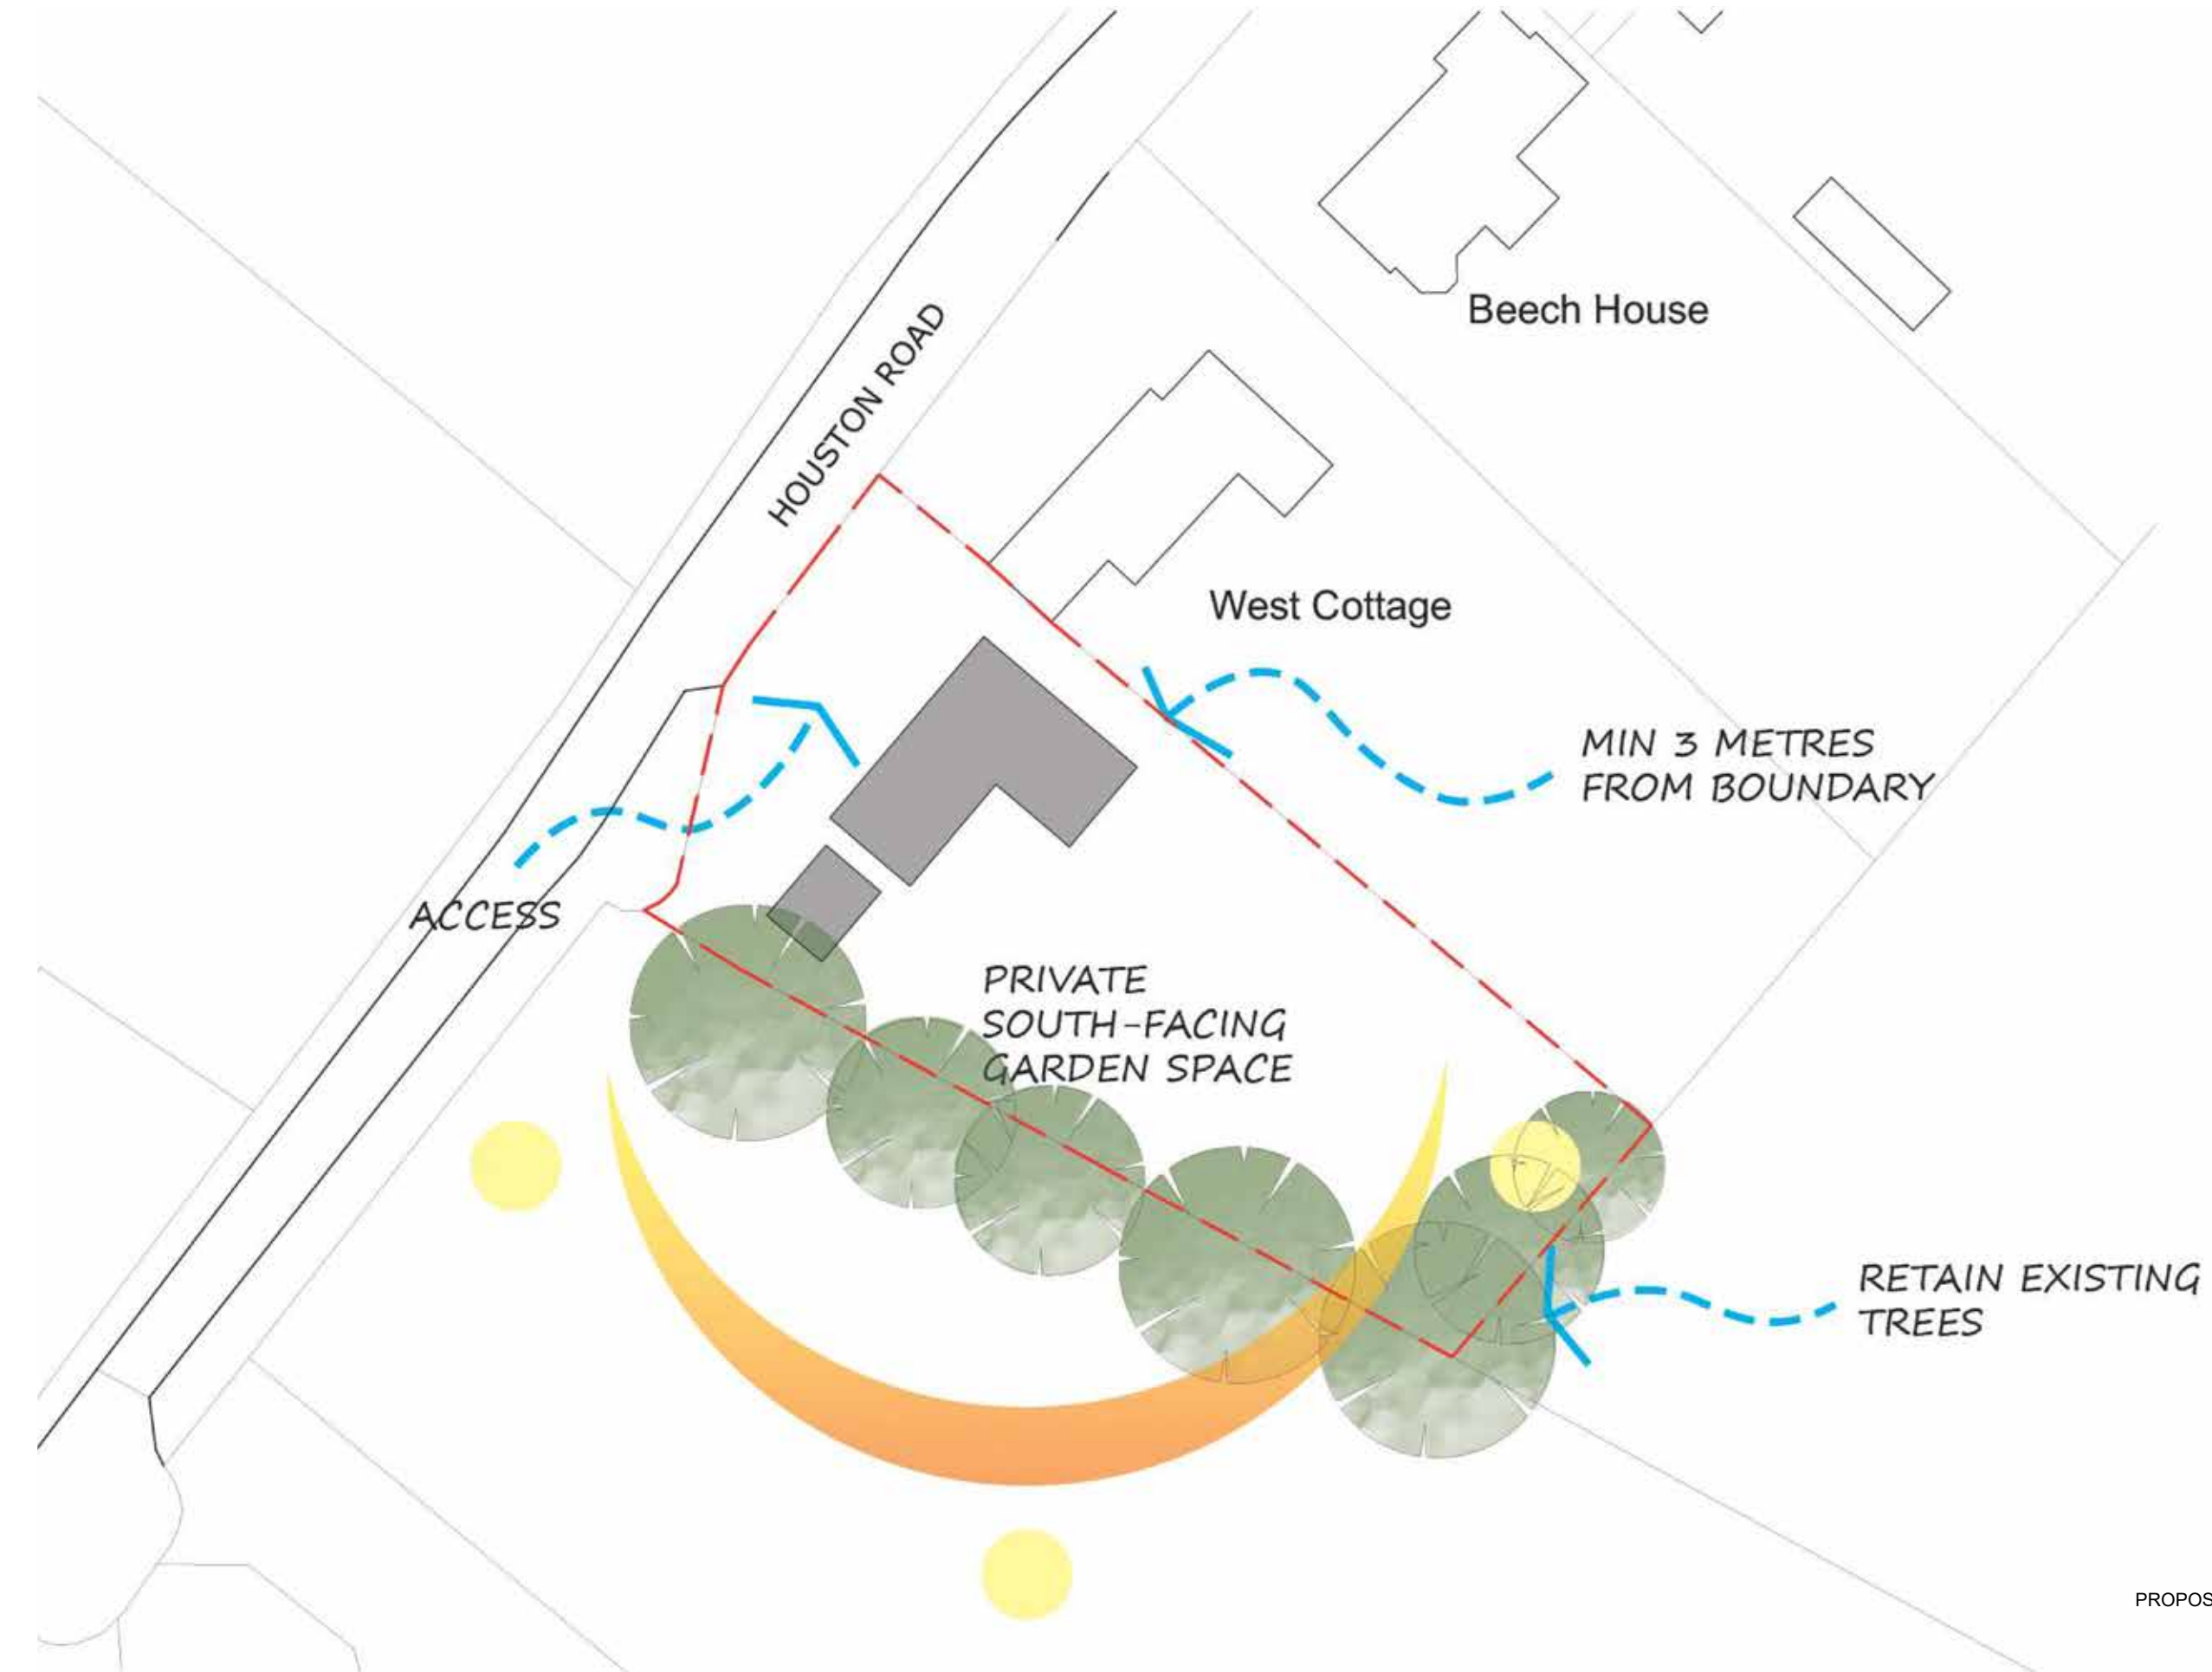 Beech House
HOUSTON ROAD
West Cottage
MIN 3 METRES
FROM BOUNDARY
ACCESS
PRIVATE
SOUTH-FACING
GARDEN SPACE
RETAIN EXISTING
TREES
PROPOS